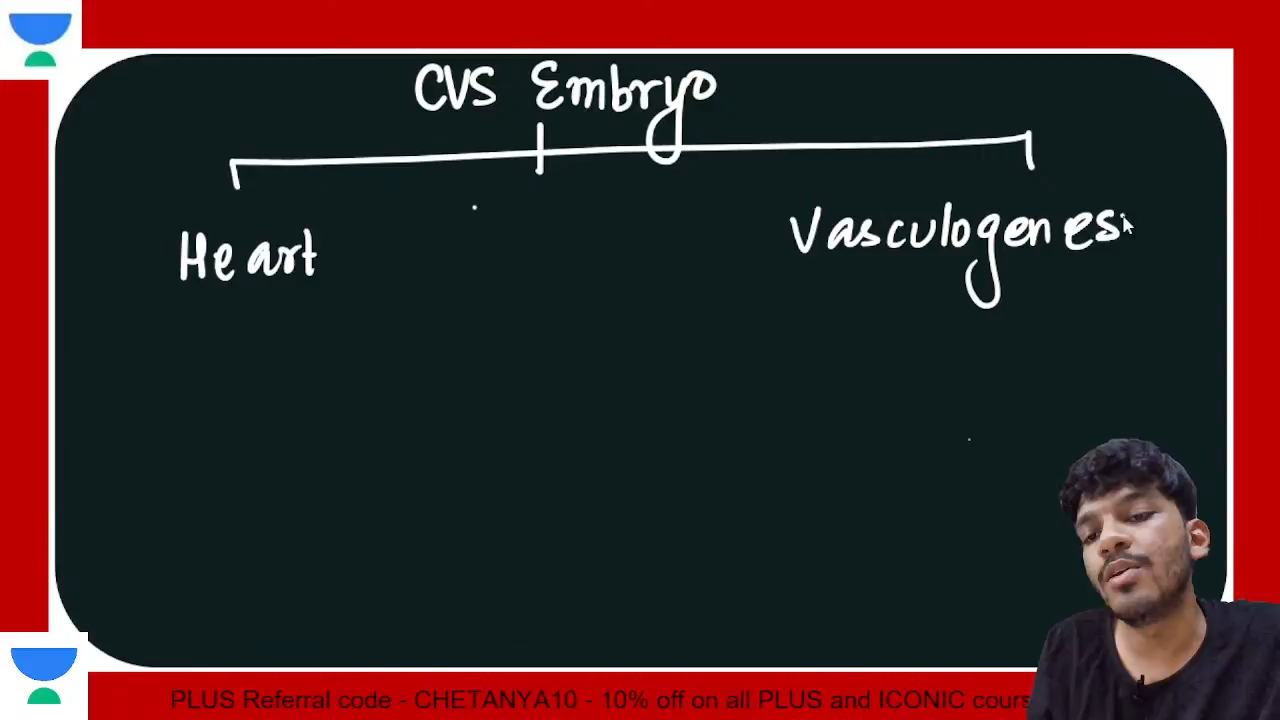 CVS Embryo
Heart
Vasculogenes
PLUS Referral code - CHETANYA10 - 10% off on all PLUS and ICONIC cours